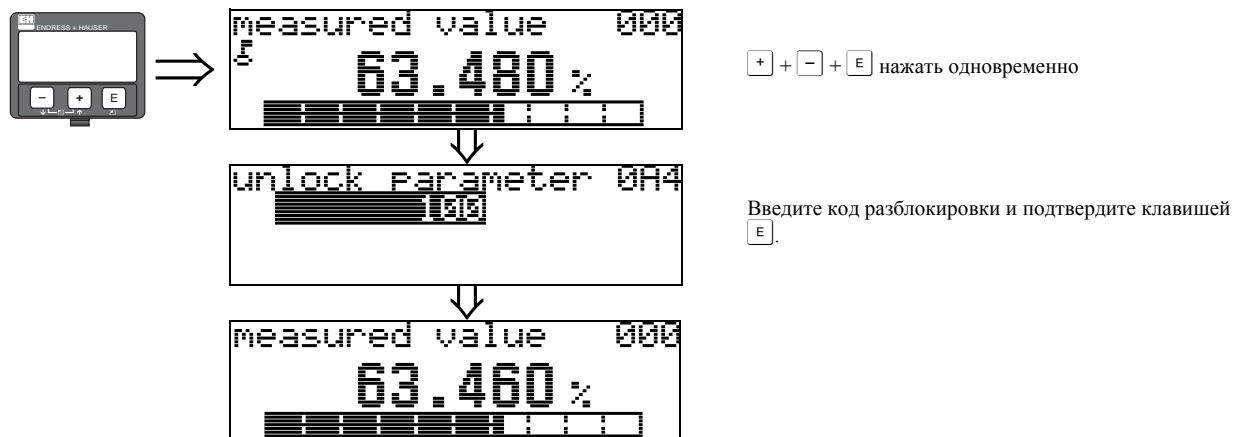 E+H
ENDRESS + HAUSER
- + E
measured value 000
63.480 %
+ + - + E нажать одновременно
unlock parameter 0A4
100
Введите код разблокировки и подтвердите клавишей
E .
measured value 000
63.460 %